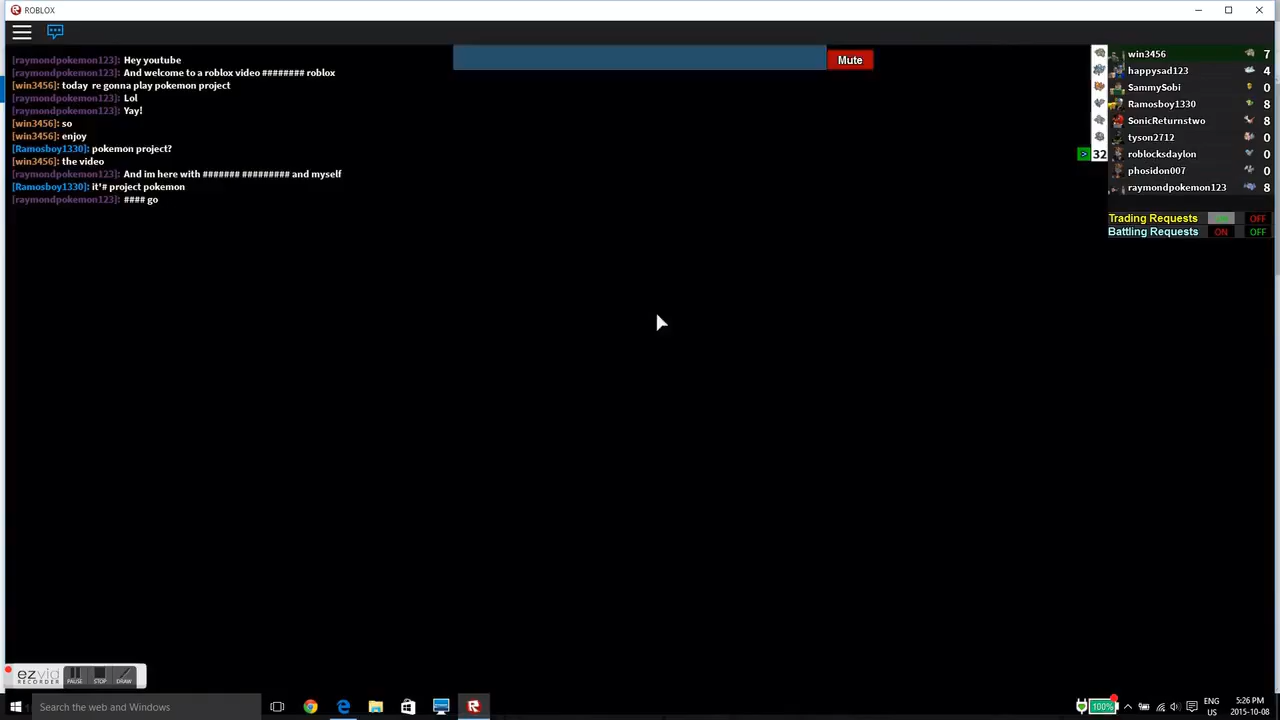 ROBLOX
[raymondpokemon123]: Hey youtube
[raymondpokemon123]: And welcome to a roblox video ######## roblox
[win3456]: today  re gonna play pokemon project
[raymondpokemon123]: Lol
[raymondpokemon123]: Yay!
[win3456]: so
[win3456]: enjoy
[Ramosboy1330]: pokemon project?
[win3456]: the video
[raymondpokemon123]: And im here with ####### ######### and myself
[Ramosboy1330]: it'# project pokemon
[raymondpokemon123]: #### go
Mute
win3456 7
happysad123 4
SammySobi 0
Ramosboy1330 8
SonicReturnstwo 8
tyson2712 0
roblocksdaylon 0
phosidon007 0
raymondpokemon123 8
> 32
Trading Requests ON OFF
Battling Requests ON OFF
ezvid
RECORDER
PAUSE STOP DRAW
Search the web and Windows
100%
ENG
US
5:26 PM
2015-10-08